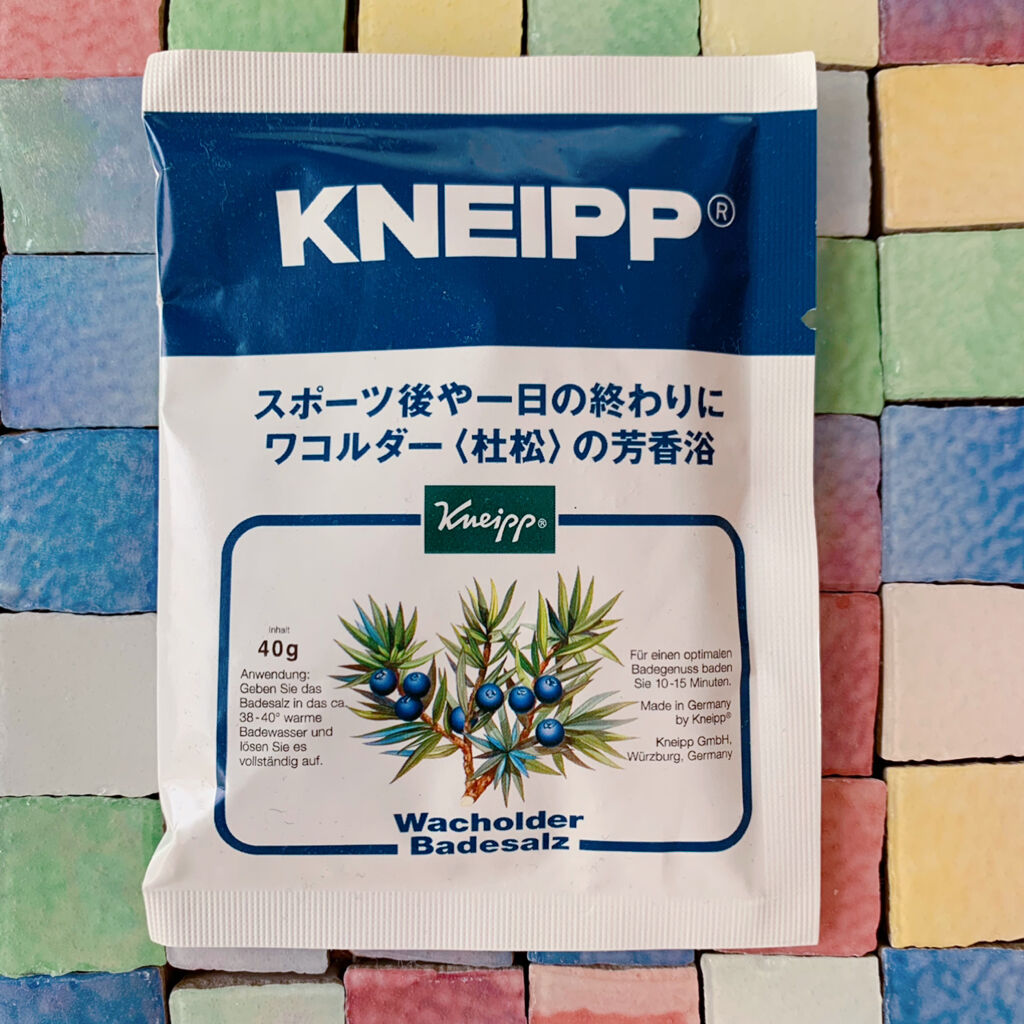 KNEIPP®
スポーツ後や一日の終わりに
ワコルダー〈杜松〉の芳香浴
Kneipp®
Inhalt
40g
Anwendung:
Geben Sie das
Badesalz in das ca.
38-40° warme
Badewasser und
lösen Sie es
vollständig auf.
Für einen optimalen
Badegenuss baden
Sie 10-15 Minuten.
Made in Germany
by Kneipp®
Kneipp GmbH,
Würzburg, Germany
Wacholder
Badesalz